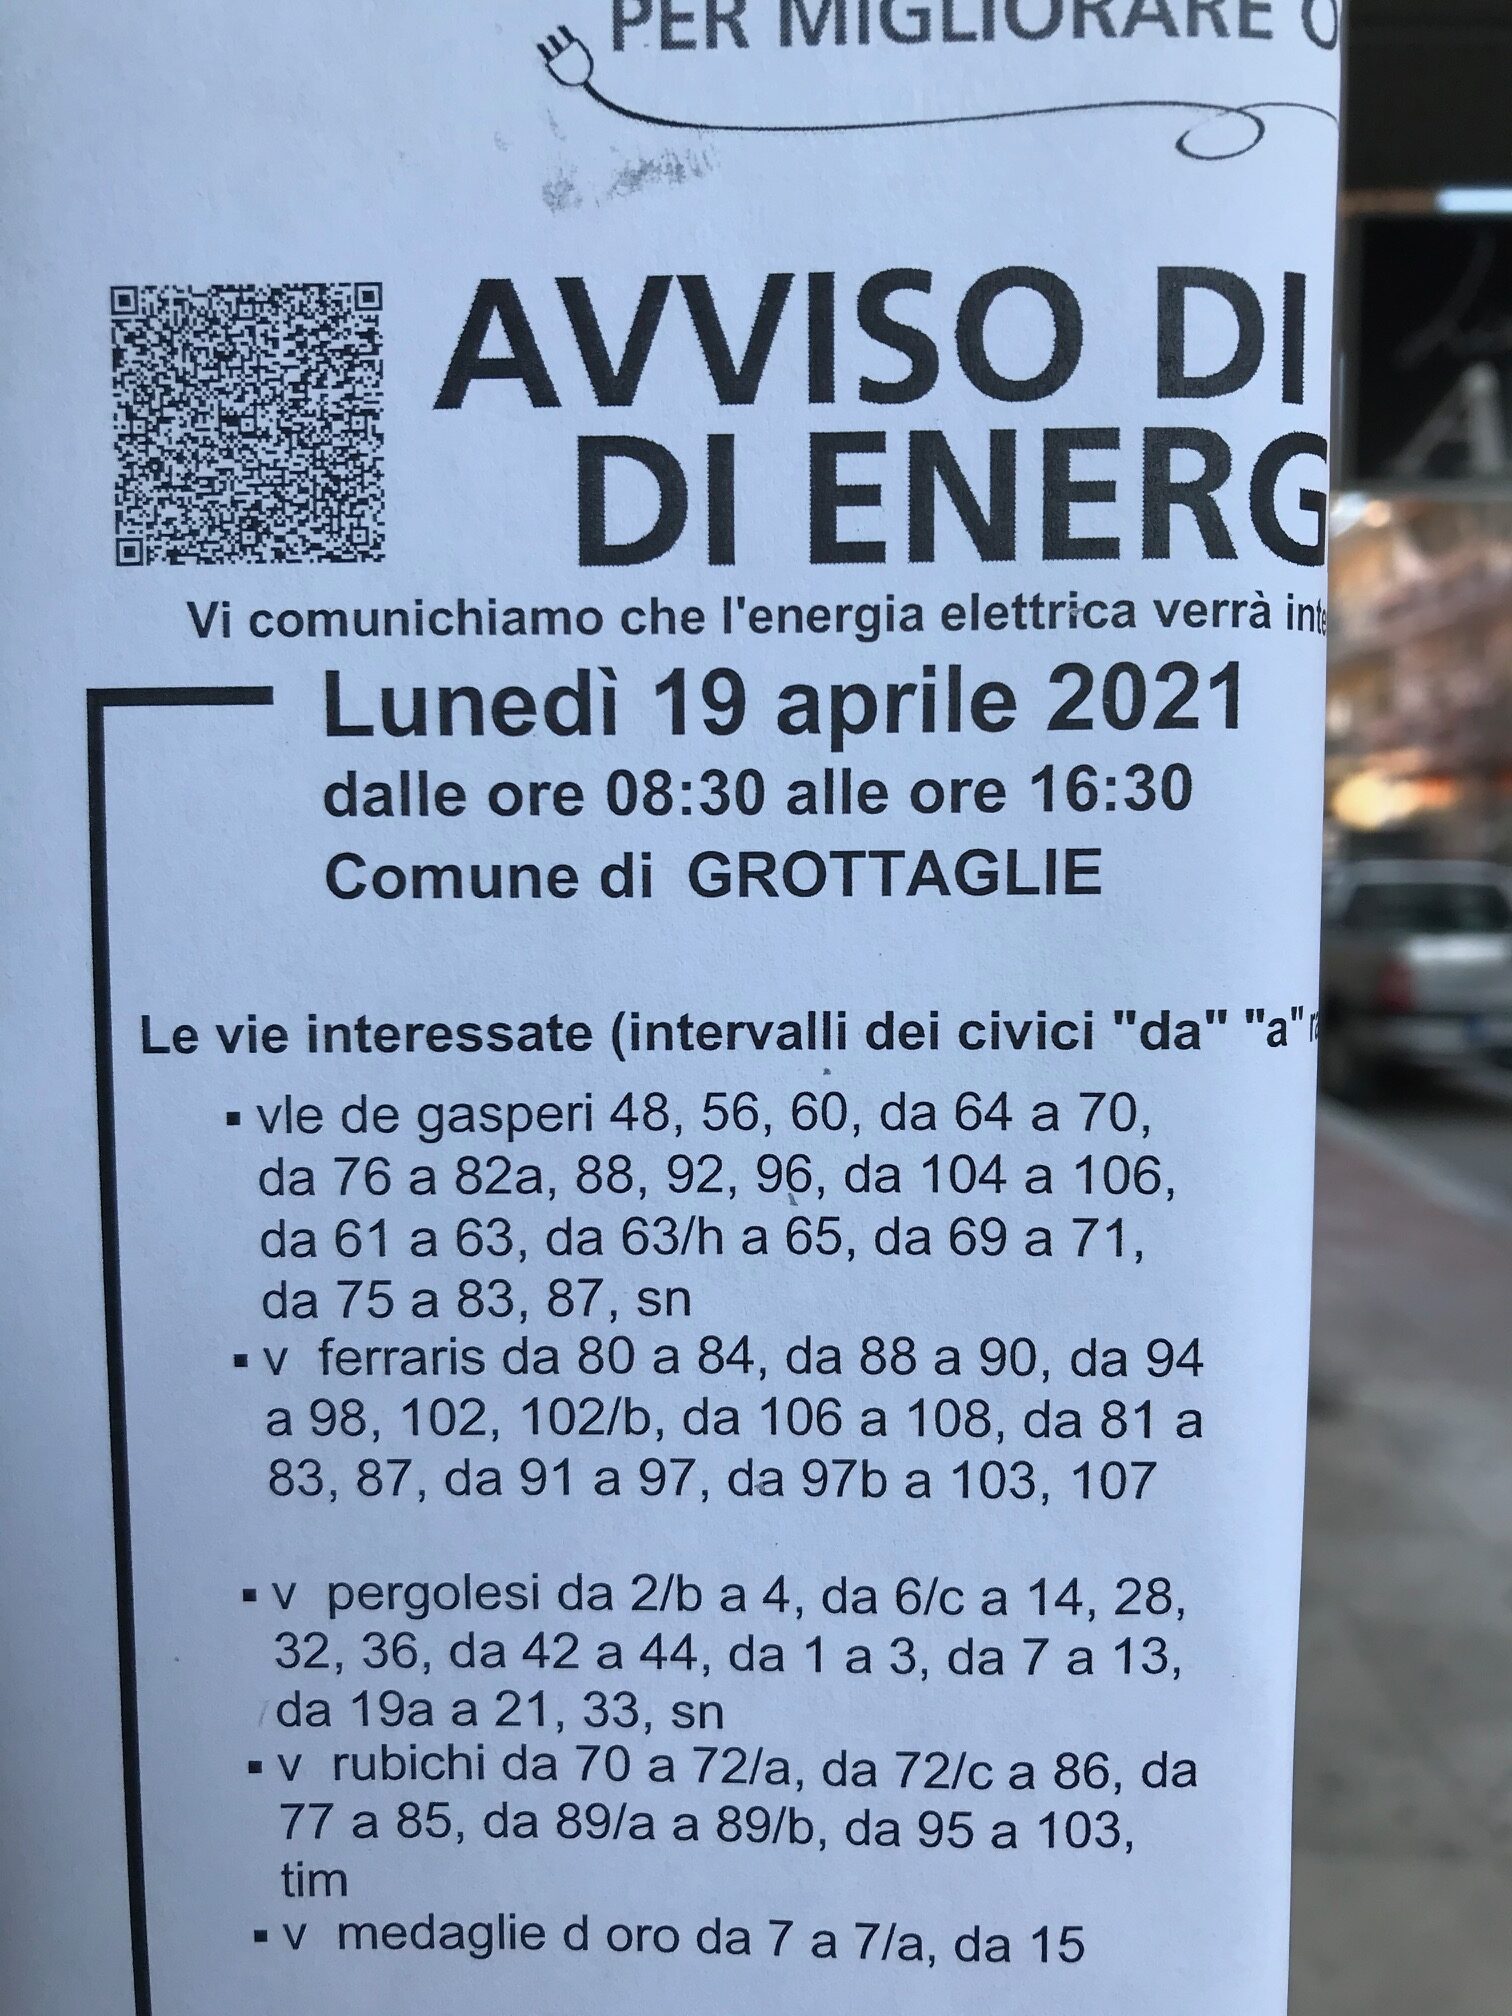 PER MIGLIORARE
AVVISO DI
DI ENERG
Vi comunichiamo che l'energia elettrica verrà inte
Lunedì 19 aprile 2021
dalle ore 08:30 alle ore 16:30
Comune di GROTTAGLIE
Le vie interessate (intervalli dei civici "da" "a"
▪ vle de gasperi 48, 56, 60, da 64 a 70,
da 76 a 82a, 88, 92, 96, da 104 a 106,
da 61 a 63, da 63/h a 65, da 69 a 71,
da 75 a 83, 87, sn
▪ v ferraris da 80 a 84, da 88 a 90, da 94
a 98, 102, 102/b, da 106 a 108, da 81 a
83, 87, da 91 a 97, da 97b a 103, 107
▪ v pergolesi da 2/b a 4, da 6/c a 14, 28,
32, 36, da 42 a 44, da 1 a 3, da 7 a 13,
da 19a a 21, 33, sn
▪ v rubichi da 70 a 72/a, da 72/c a 86, da
77 a 85, da 89/a a 89/b, da 95 a 103,
tim
▪ v medaglie d oro da 7 a 7/a, da 15